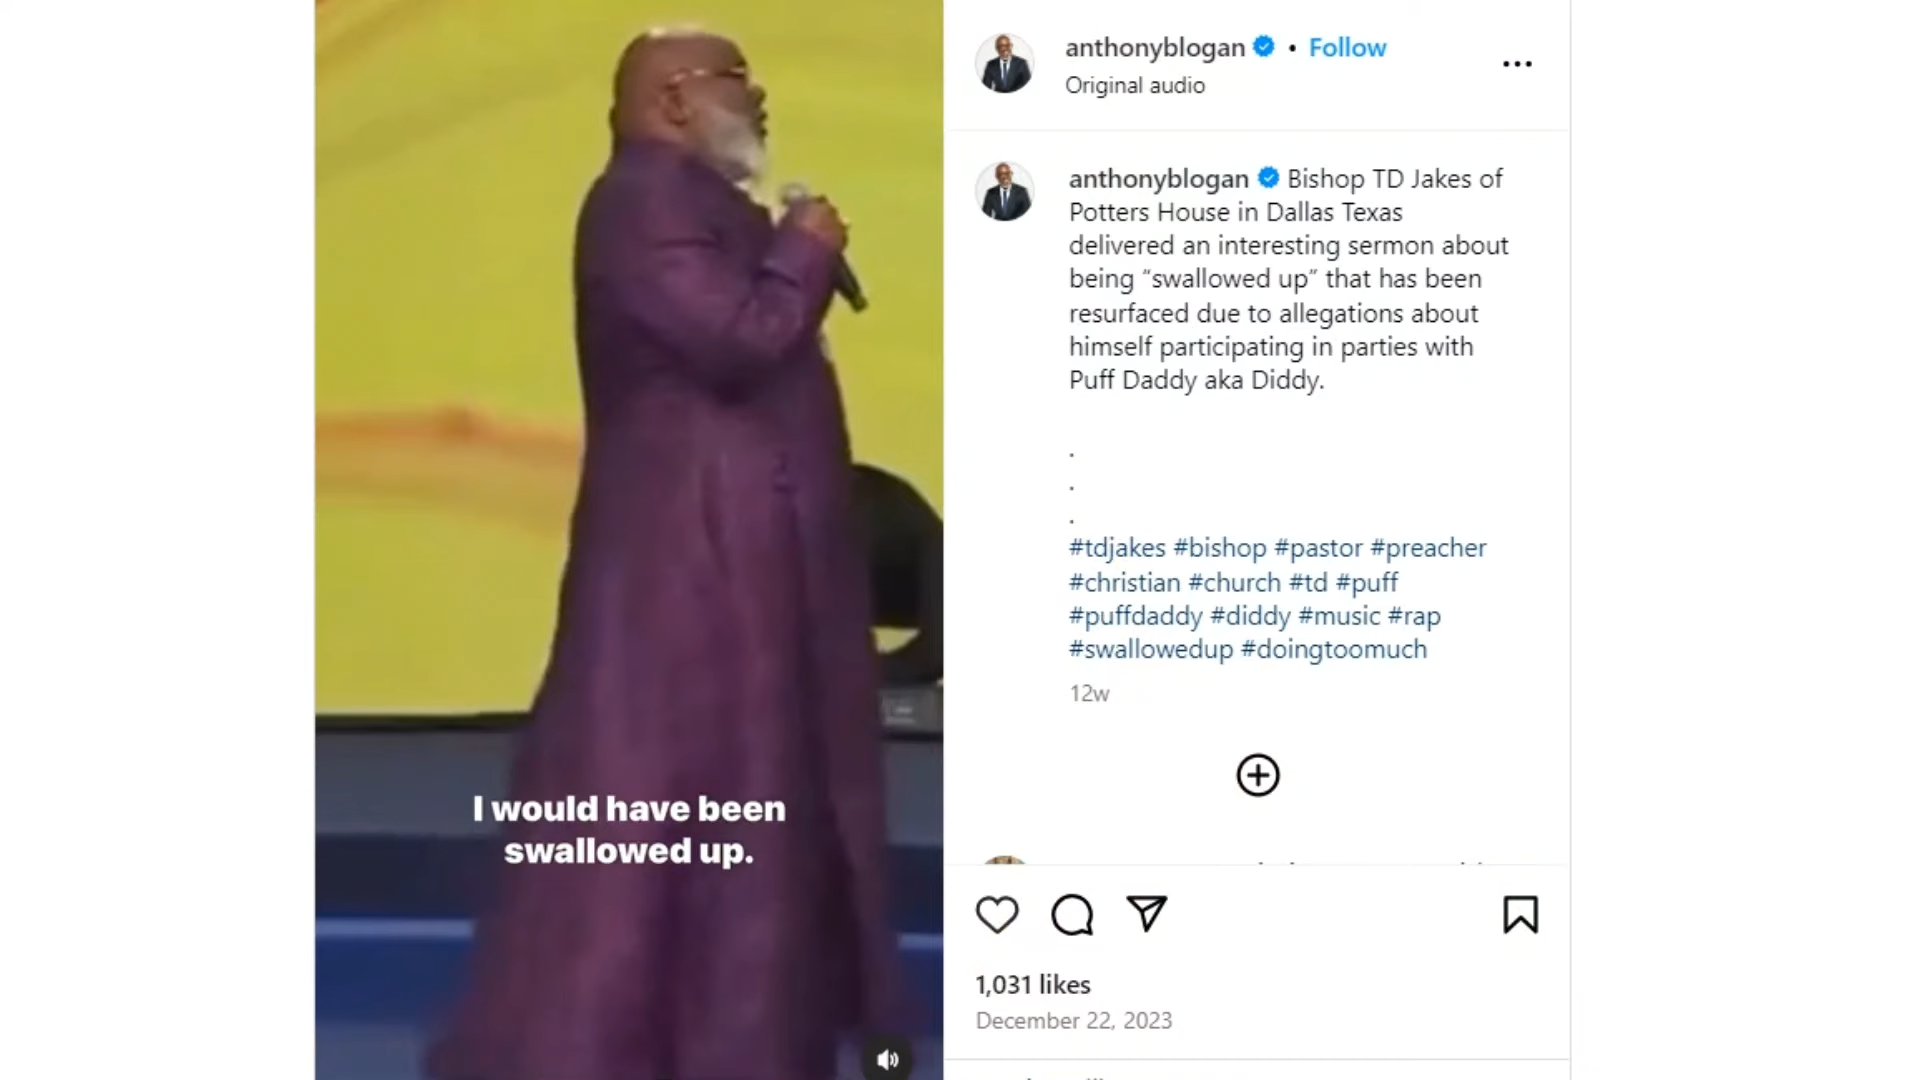 I would have been
swallowed up.
anthonyblogan • Follow
Original audio
anthonyblogan Bishop TD Jakes of
Potters House in Dallas Texas
delivered an interesting sermon about
being “swallowed up” that has been
resurfaced due to allegations about
himself participating in parties with
Puff Daddy aka Diddy.
.
.
.
#tdjakes #bishop #pastor #preacher
#christian #church #td #puff
#puffdaddy #diddy #music #rap
#swallowedup #doingtoomuch
12w
1,031 likes
December 22, 2023